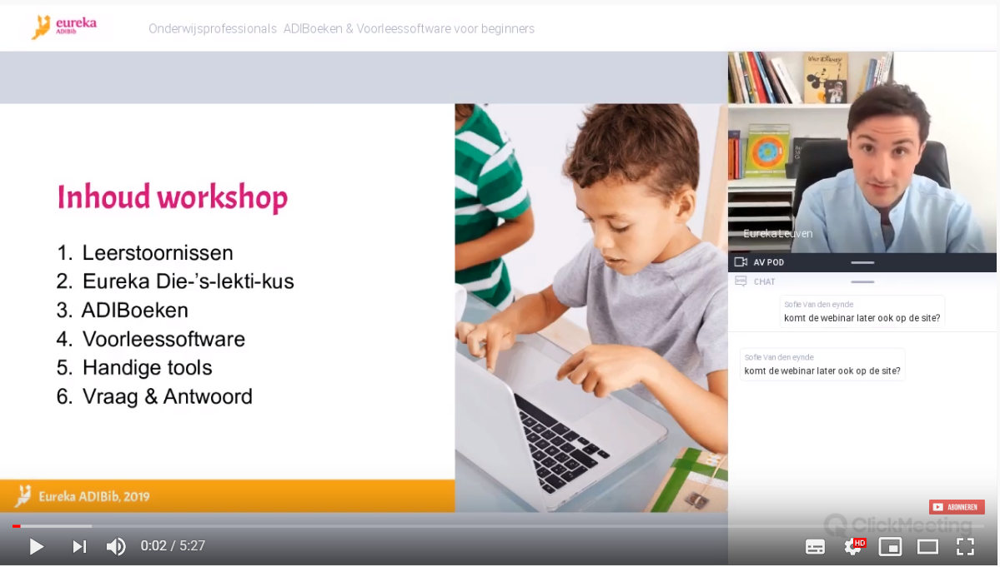 eureka
ADIBib
Onderwijsprofessionals ADIBoeken & Voorleessoftware voor beginners
Inhoud workshop
1. Leerstoornissen
2. Eureka Die-’s-lekti-kus
3. ADIBoeken
4. Voorleessoftware
5. Handige tools
6. Vraag & Antwoord
Eureka ADIBib, 2019
WALT DISNEY
Eureka Leuven
AV POD
CHAT
Sofie Van den eynde
komt de webinar later ook op de site?
Sofie Van den eynde
komt de webinar later ook op de site?
ABONNEREN
ClickMeeting
0:02 / 5:27
HD